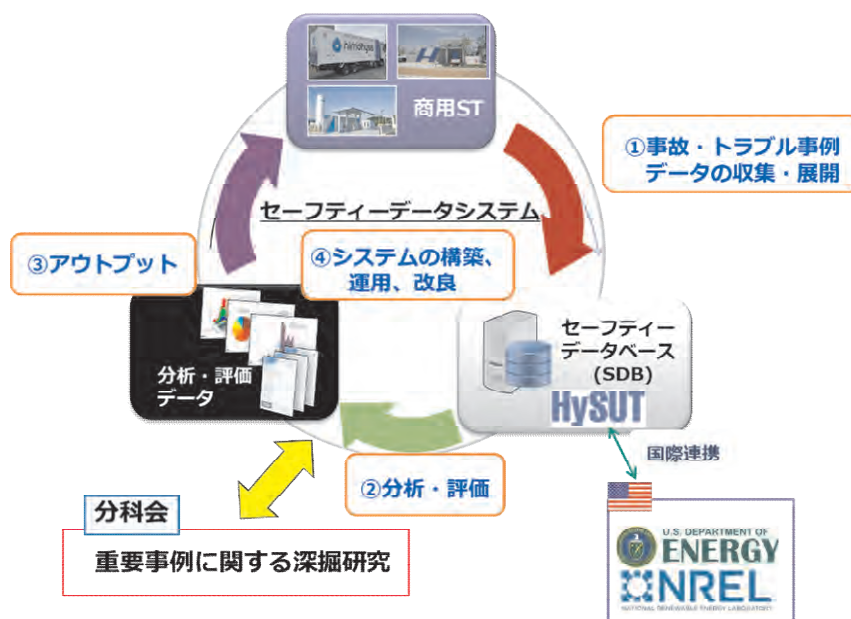 商用ST
①事故・トラブル事例
データの収集・展開
セーフティーデータシステム
③アウトプット
④システムの構築、
運用、改良
セーフティー
データベース
(SDB)
HySUT
分析・評価
データ
国際連携
②分析・評価
分科会
重要事例に関する深掘研究
U.S. DEPARTMENT OF
ENERGY
NREL
NATIONAL RENEWABLE ENERGY LABORATORY